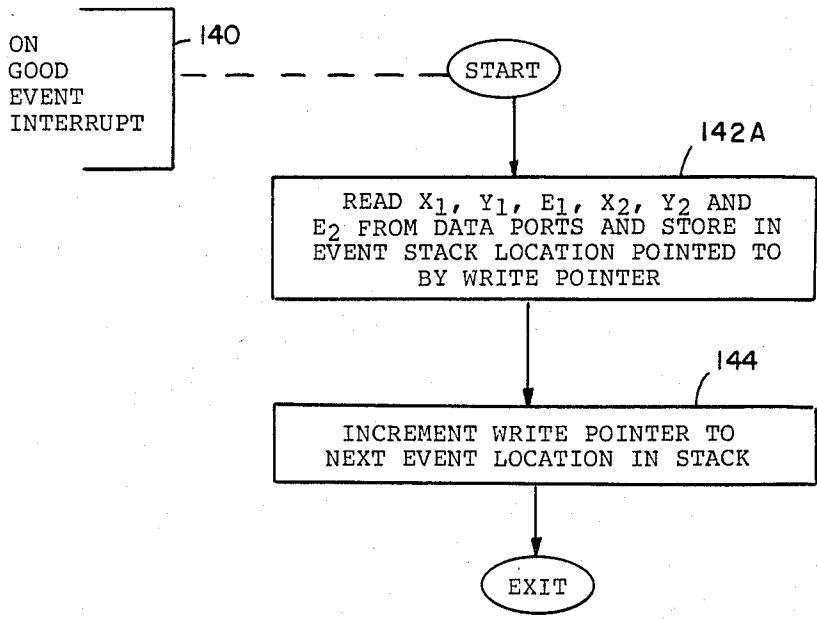 ON
GOOD
EVENT
INTERRUPT
140
START
142A
READ X1, Y1, E1, X2, Y2 AND
E2 FROM DATA PORTS AND STORE IN
EVENT STACK LOCATION POINTED TO
BY WRITE POINTER
144
INCREMENT WRITE POINTER TO
NEXT EVENT LOCATION IN STACK
EXIT